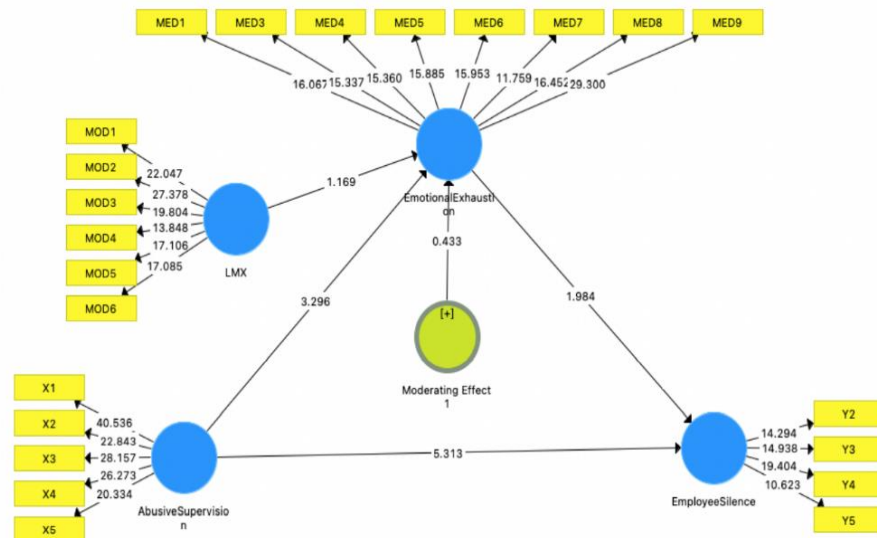 MED1 MED3 MED4 MED5 MED6 MED7 MED8 MED9
16.067 15.337 15.360 15.885 15.953 11.759 16.452 29.300
MOD1
MOD2
MOD3
MOD4
MOD5
MOD6
22.047
27.378
19.804
13.848
17.106
17.085
LMX
1.169
EmotionalExhausti
on
0.433
3.296
1.984
[+]
Moderating Effect
1
X1
X2
X3
X4
X5
40.536
22.843
28.157
26.273
20.334
AbusiveSupervisio
n
5.313
EmployeeSilence
14.294
14.938
19.404
10.623
Y2
Y3
Y4
Y5